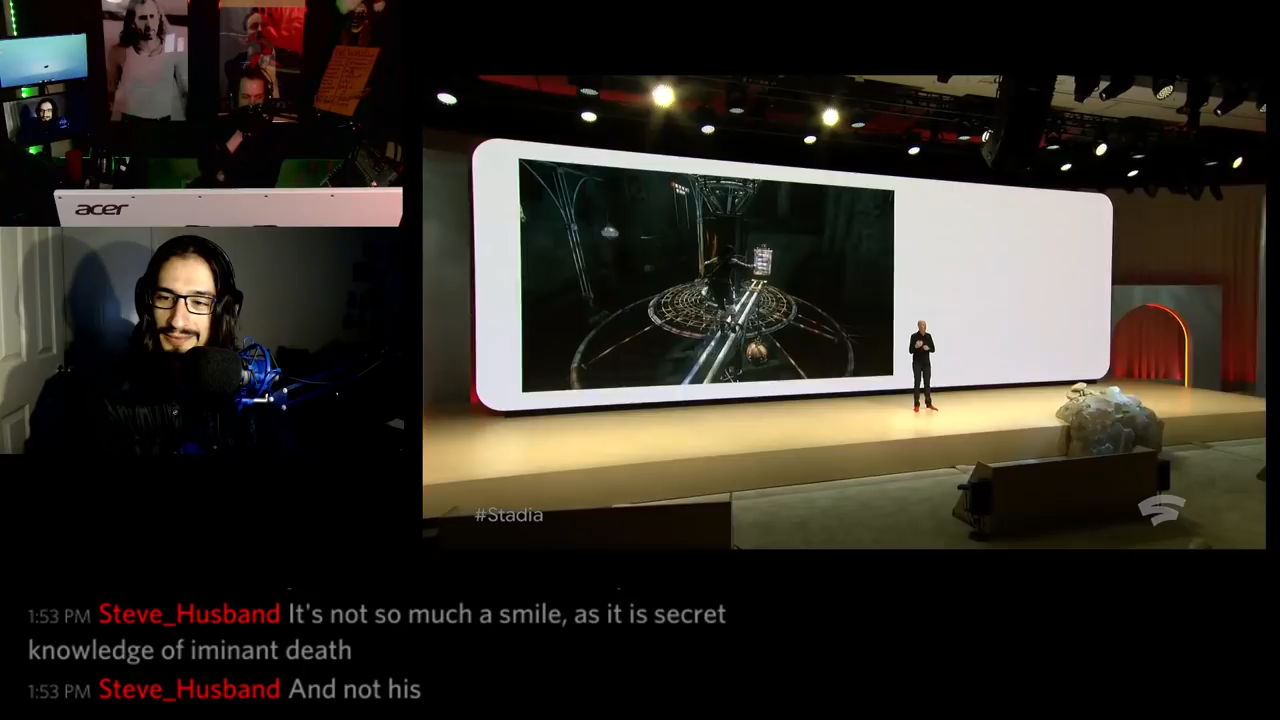 acer
#Stadia
1:53 PM Steve_Husband It's not so much a smile, as it is secret
knowledge of iminant death
1:53 PM Steve_Husband And not his